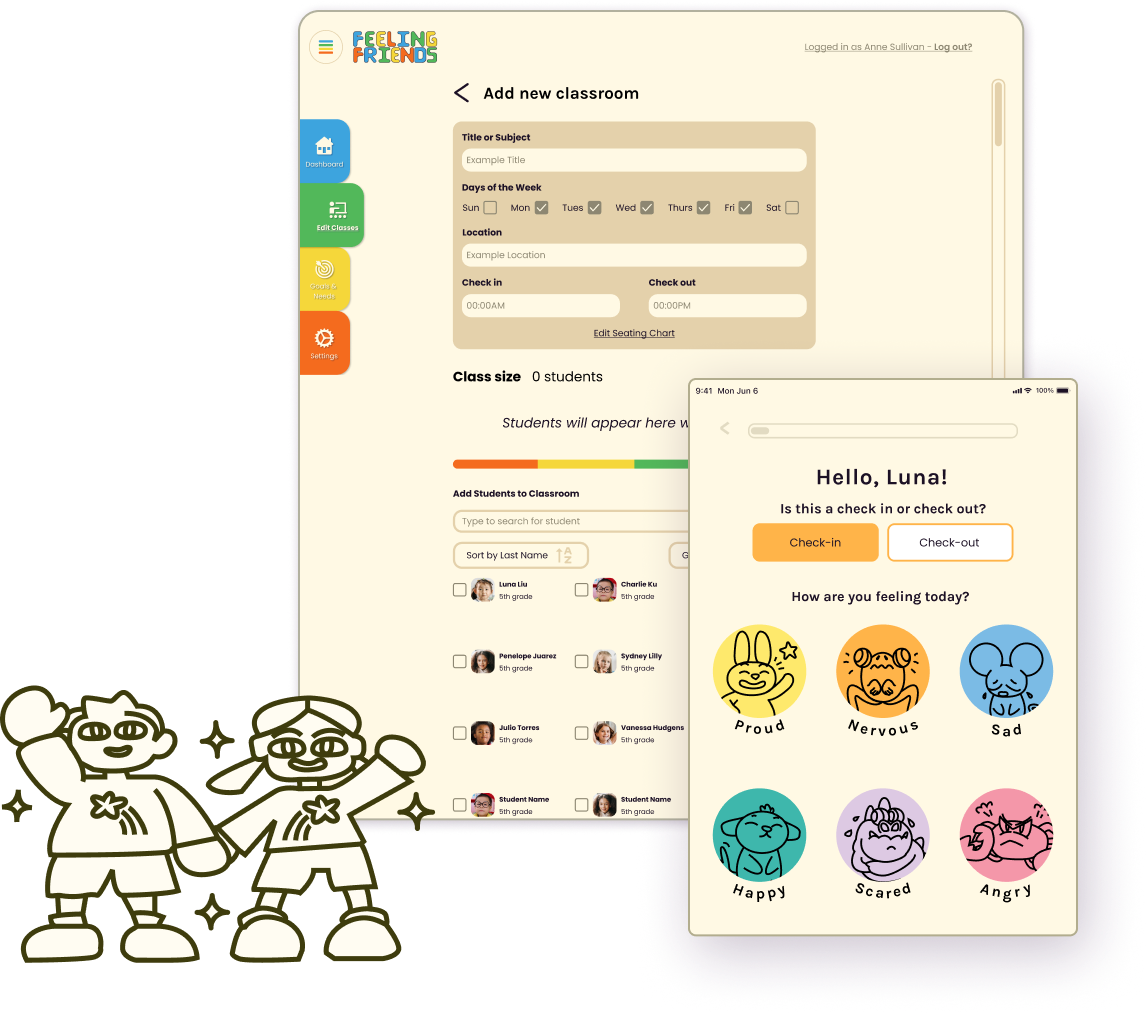 FEELING
FRIENDS
Logged in as Anne Sullivan - Log out?
Add new classroom
Dashboard
Edit Classes
Goals &
Needs
Settings
Title or Subject
Example Title
Days of the Week
Sun Mon Tues Wed Thurs Fri Sat
Location
Example Location
Check in Check out
00:00AM 00:00PM
Edit Seating Chart
Class size 0 students
Students will appear here w
Add Students to Classroom
Type to search for student
Sort by Last Name A Z G
Luna Liu
5th grade
Charlie Ku
5th grade
Penelope Juarez
5th grade
Sydney Lilly
5th grade
Julio Torres
5th grade
Vanessa Hudgens
5th grade
Student Name
5th grade
Student Name
5th grade
9:41 Mon Jun 6 100%
Hello, Luna!
Is this a check in or check out?
Check-in Check-out
How are you feeling today?
Proud Nervous Sad
Happy Scared Angry